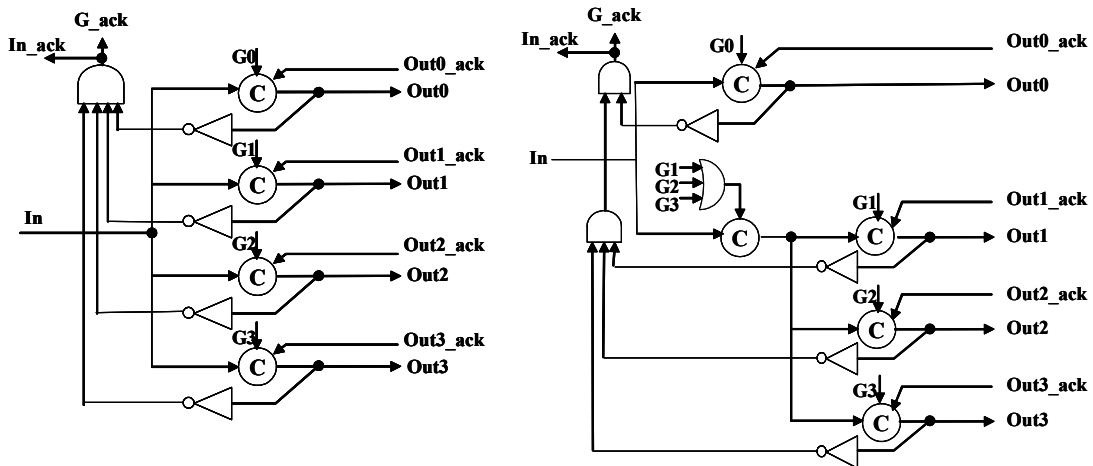 G_ack
In_ack
G0
Out0_ack
C
Out0
G1
Out1_ack
C
Out1
In
G2
Out2_ack
C
Out2
G3
Out3_ack
C
Out3
G_ack
In_ack
G0
Out0_ack
C
Out0
In
G1
G2
G3
C
G1
Out1_ack
C
Out1
G2
Out2_ack
C
Out2
G3
Out3_ack
C
Out3